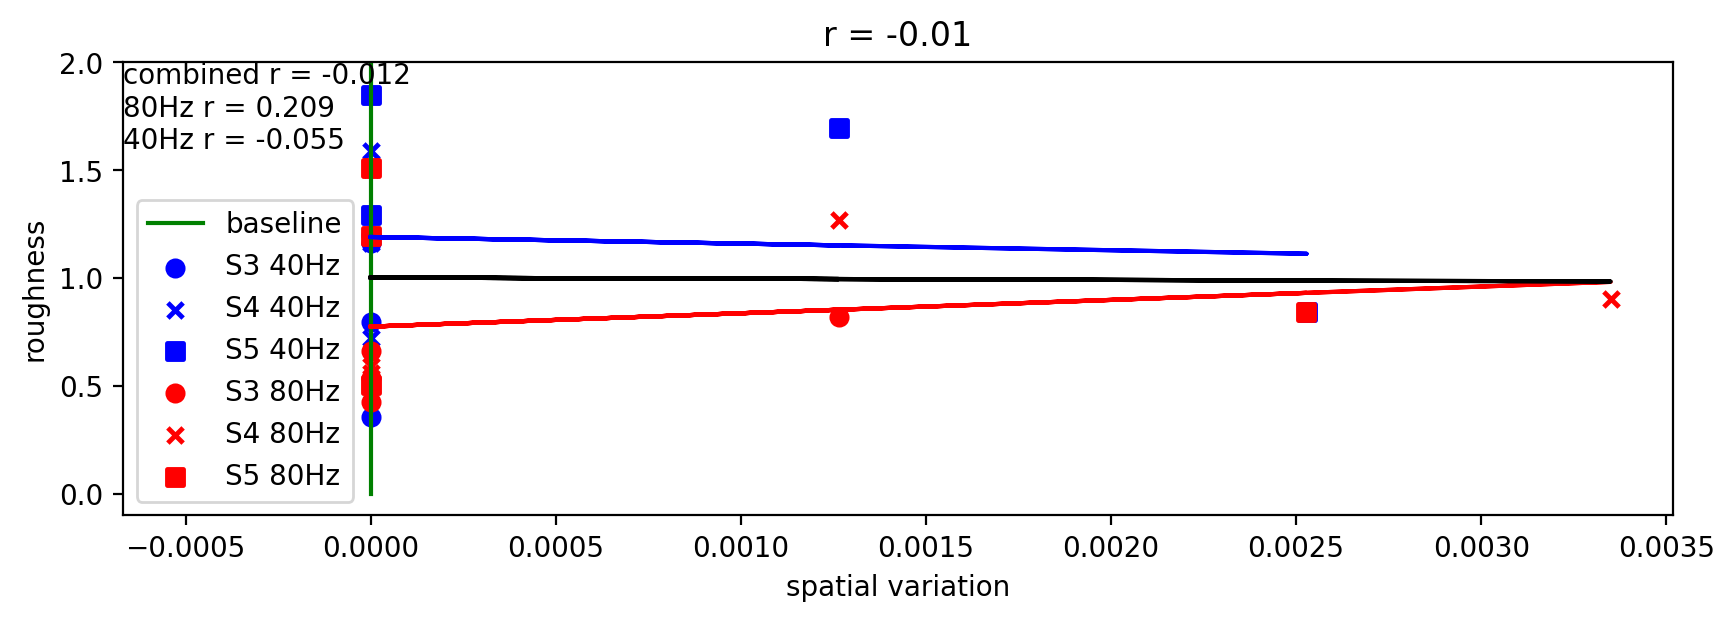 r = -0.01
combined r = -0.012
80Hz r = 0.209
40Hz r = -0.055
2.0
1.5
1.0
0.5
0.0
roughness
baseline
S3 40Hz
S4 40Hz
S5 40Hz
S3 80Hz
S4 80Hz
S5 80Hz
−0.0005 0.0000 0.0005 0.0010 0.0015 0.0020 0.0025 0.0030 0.0035
spatial variation